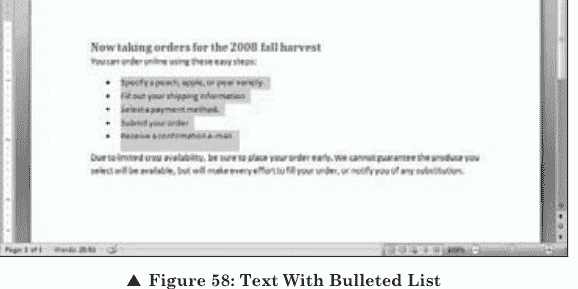 Now taking orders for the 2008 fall harvest
You can order online using these easy steps:
• Specify a peach, apple, or pear variety.
• Fill out your shipping information
• Select a payment method.
• Submit your order
• Receive a confirmation e-mail
Due to limited crop availability, be sure to place your order early. We cannot guarantee the produce you
select will be available, but will make every effort to fill your order, or notify you of any substitution.
Page: 1 of 1 Words:
▲ Figure 58: Text With Bulleted List